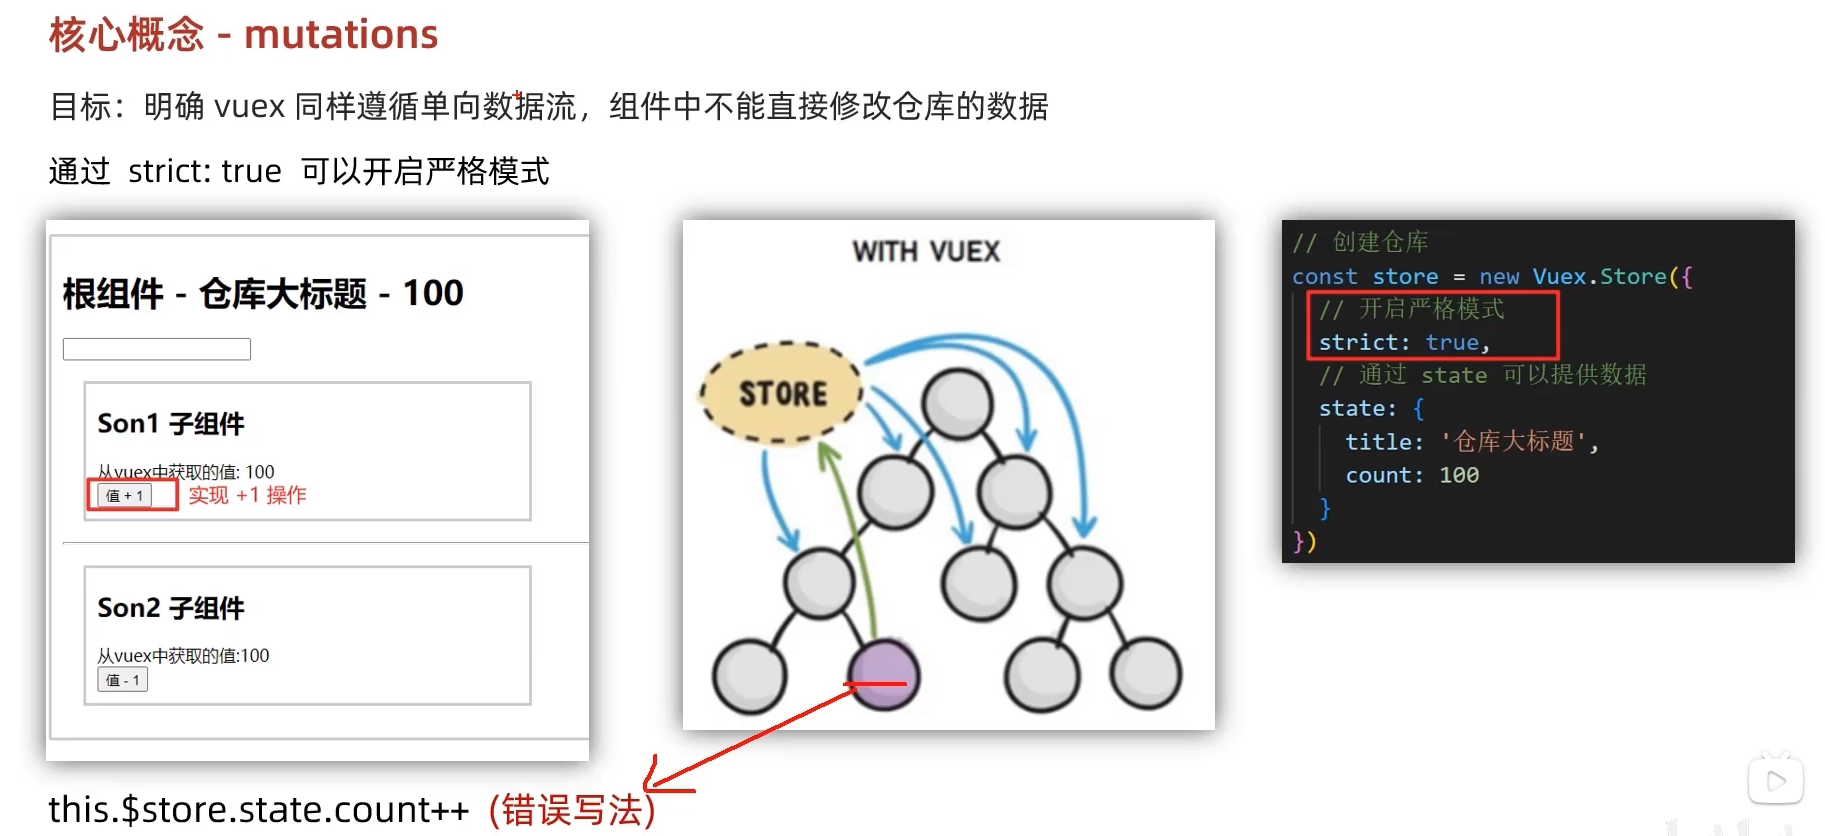 核心概念 - mutations
目标：明确 vuex 同样遵循单向数据流，组件中不能直接修改仓库的数据
通过 strict: true 可以开启严格模式
根组件 - 仓库大标题 - 100
Son1 子组件
从vuex中获取的值: 100
值 + 1 实现 +1 操作
Son2 子组件
从vuex中获取的值:100
值 - 1
WITH VUEX
STORE
// 创建仓库
const store = new Vuex.Store({
// 开启严格模式
strict: true,
// 通过 state 可以提供数据
state: {
title: '仓库大标题',
count: 100
}
})
this.$store.state.count++ (错误写法)